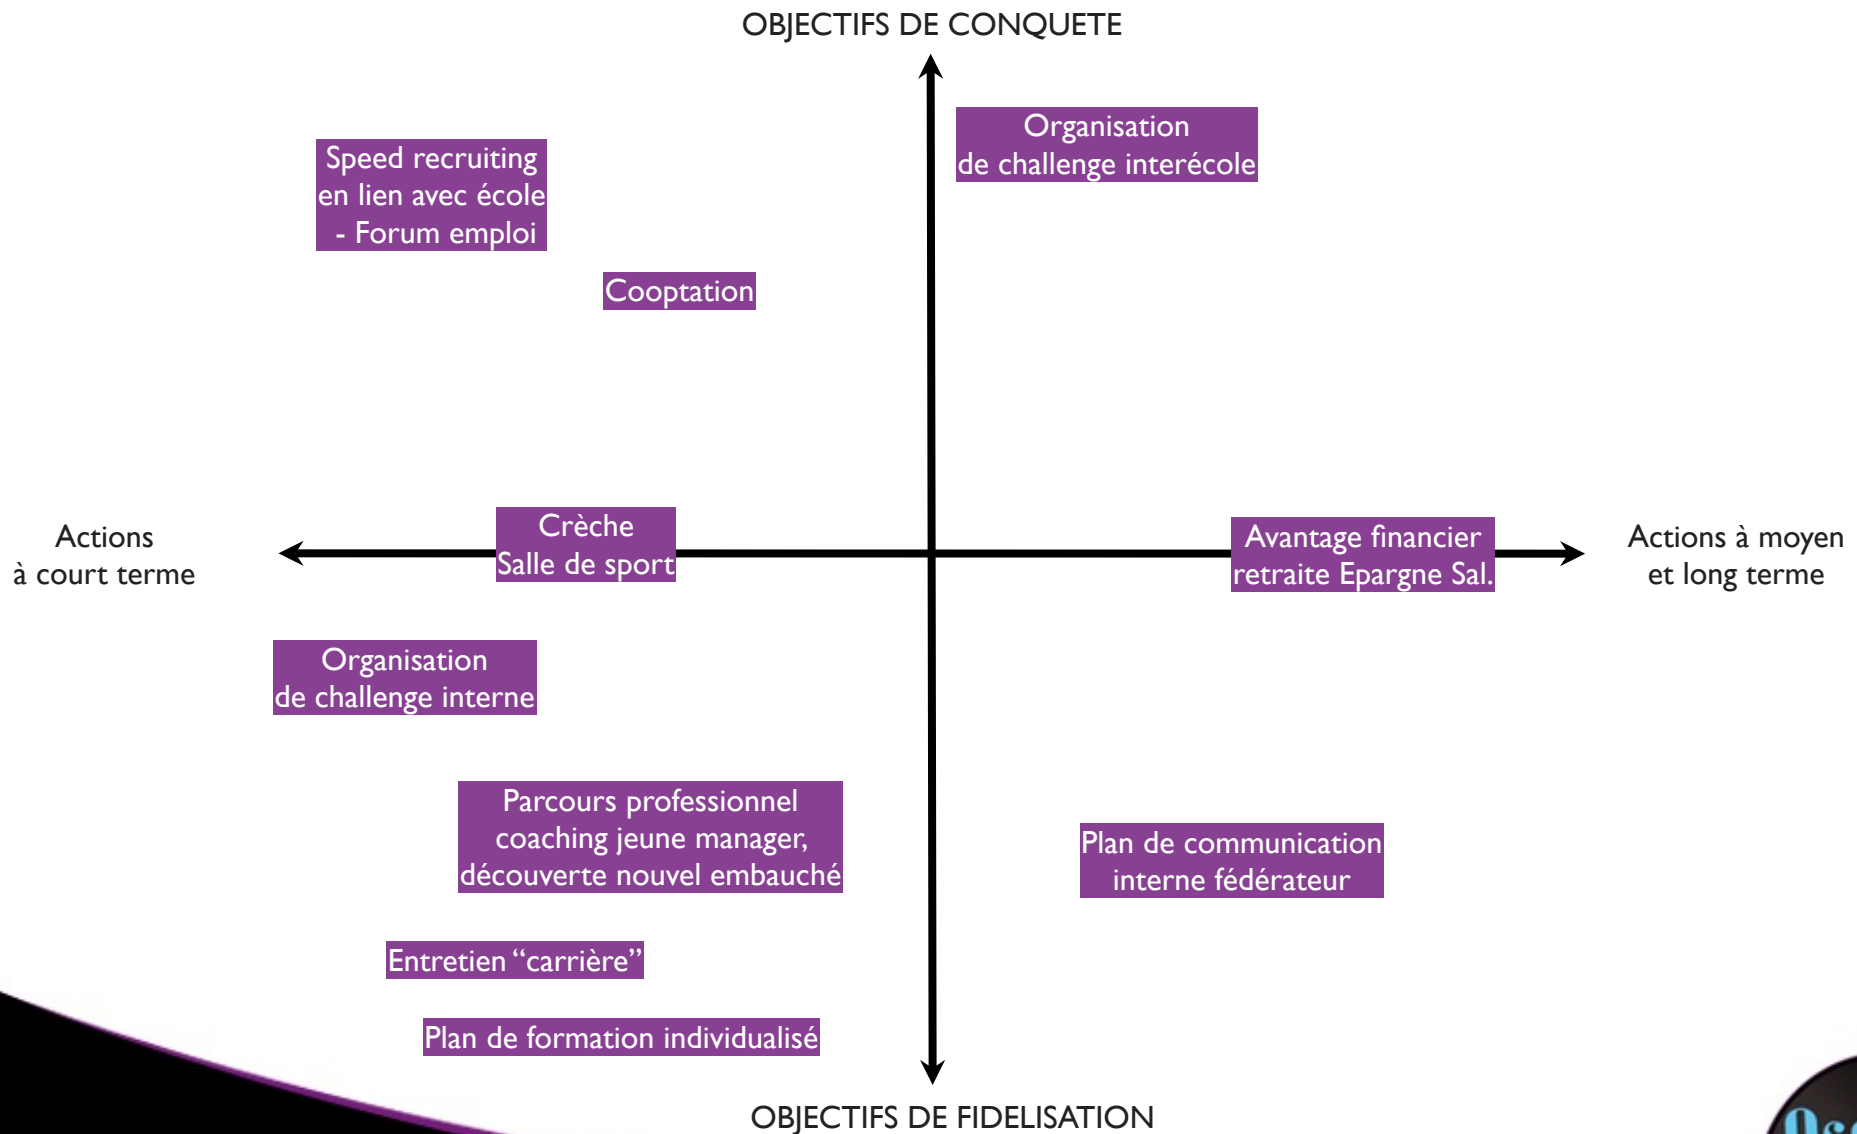 OBJECTIFS DE CONQUETE
Organisation
de challenge interécole
Speed recruiting
en lien avec école
- Forum emploi
Cooptation
Actions
à court terme
Crèche
Salle de sport
Avantage financier
retraite Epargne Sal.
Actions à moyen
et long terme
Organisation
de challenge interne
Parcours professionnel
coaching jeune manager,
découverte nouvel embauché
Plan de communication
interne fédérateur
Entretien “carrière”
Plan de formation individualisé
OBJECTIFS DE FIDELISATION